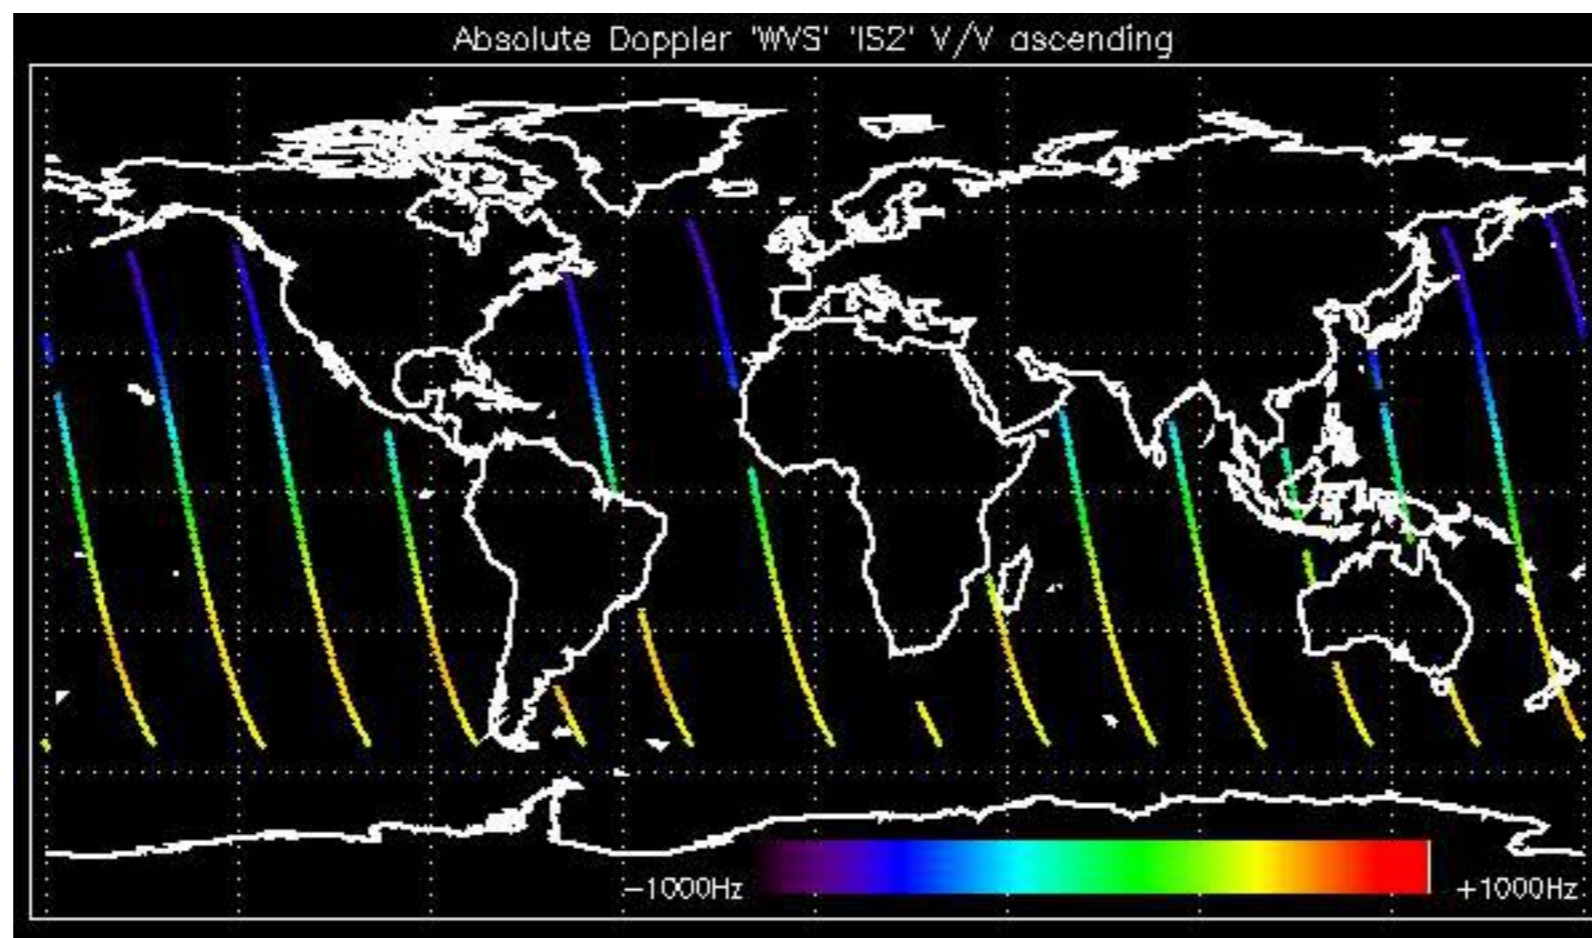 Absolute Doppler 'WVS' 'IS2' V/V ascending
−1000Hz
+1000Hz